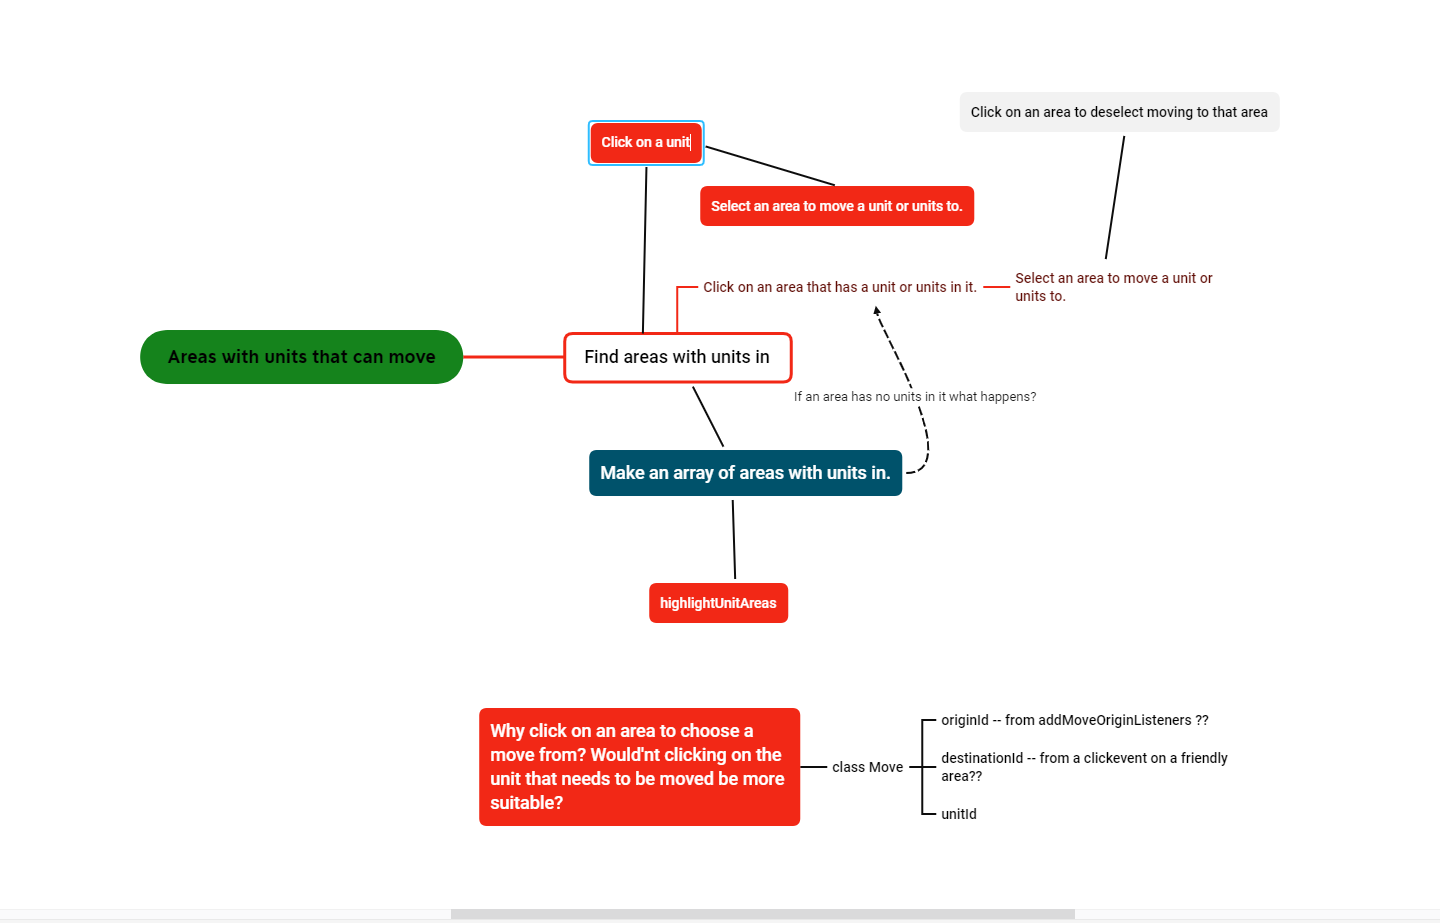 Click on an area to deselect moving to that area
Click on a unit
Select an area to move a unit or units to.
Click on an area that has a unit or units in it.
Select an area to move a unit or
units to.
Areas with units that can move
Find areas with units in
If an area has no units in it what happens?
Make an array of areas with units in.
highlightUnitAreas
Why click on an area to choose a
move from? Would'nt clicking on the
unit that needs to be moved be more
suitable?
class Move
originId -- from addMoveOriginListeners ??
destinationId -- from a clickevent on a friendly
area??
unitId